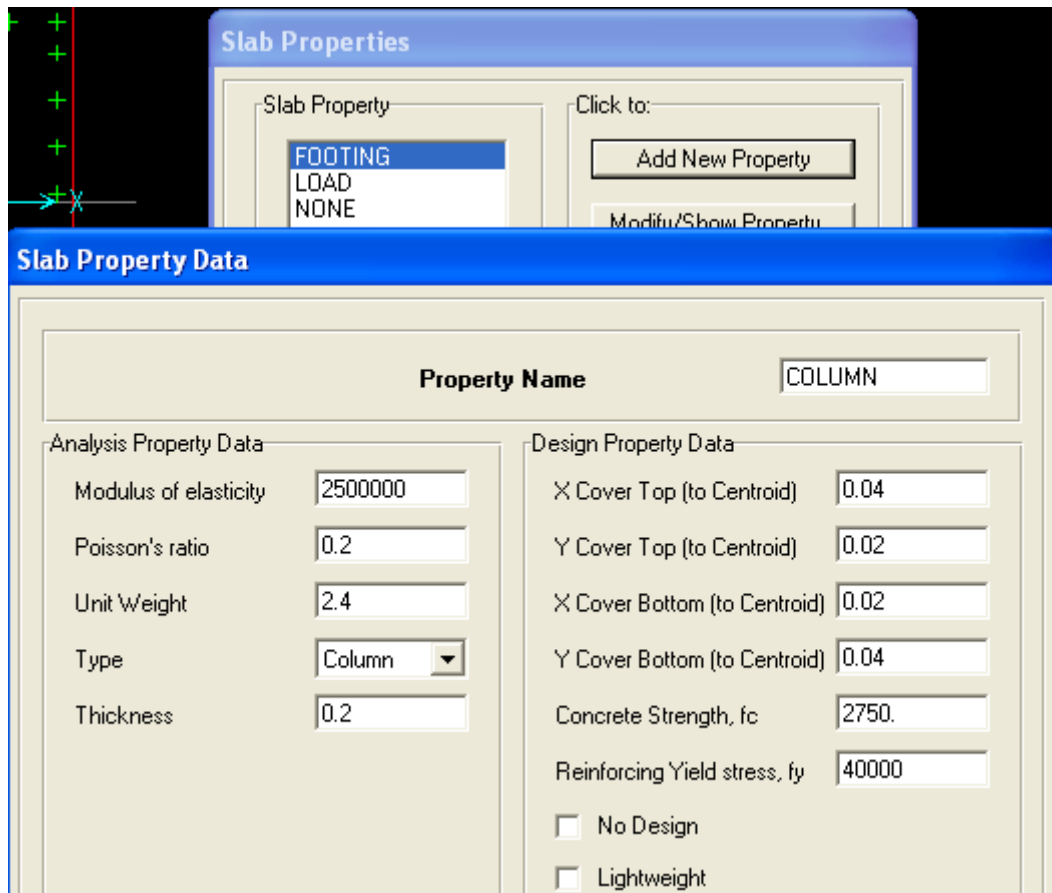 Slab Properties
Slab Property
Click to:
FOOTING
LOAD
NONE
Add New Property
Modify/Show Property
Slab Property Data
Property Name
COLUMN
Analysis Property Data
Modulus of elasticity 2500000
Poisson's ratio 0.2
Unit Weight 2.4
Type Column
Thickness 0.2
Design Property Data
X Cover Top (to Centroid) 0.04
Y Cover Top (to Centroid) 0.02
X Cover Bottom (to Centroid) 0.02
Y Cover Bottom (to Centroid) 0.04
Concrete Strength, fc 2750.
Reinforcing Yield stress, fy 40000
No Design
Lightweight
X